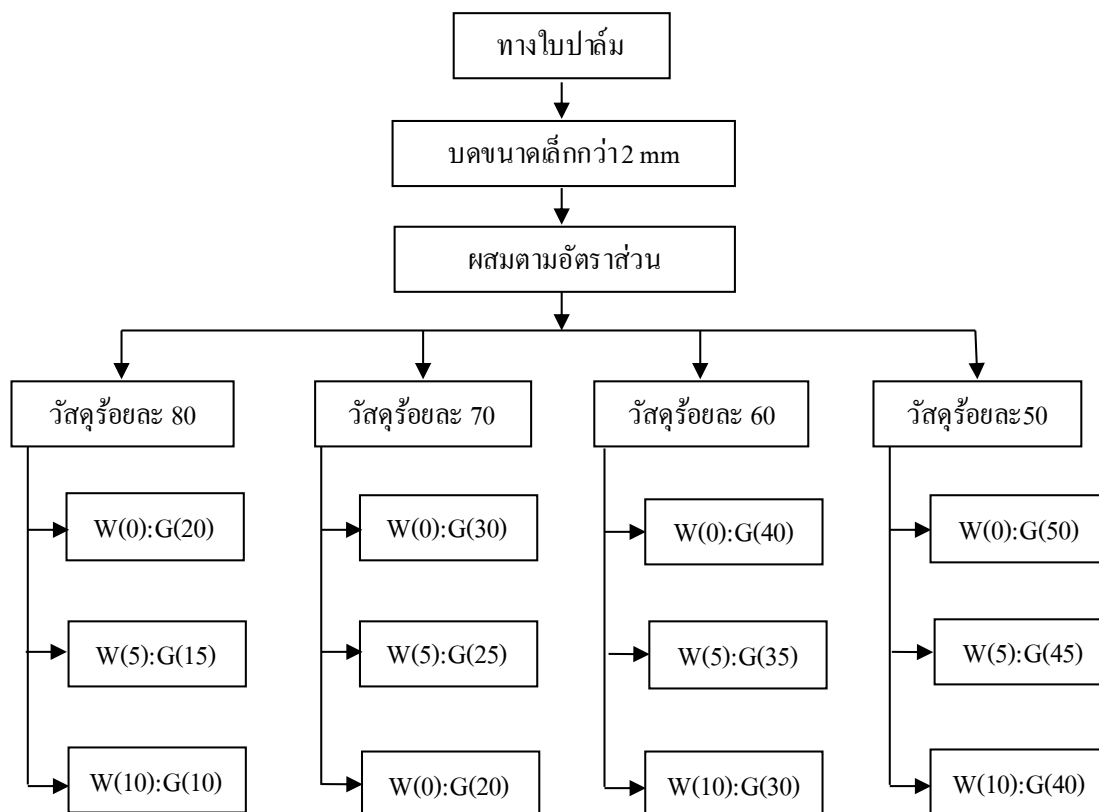 ทางใบปาล์ม
บดขนาดเล็กกว่า 2 mm
ผสมตามอัตราส่วน
วัสดุร้อยละ 80
วัสดุร้อยละ 70
วัสดุร้อยละ 60
วัสดุร้อยละ50
W(0):G(20)
W(0):G(30)
W(0):G(40)
W(0):G(50)
W(5):G(15)
W(5):G(25)
W(5):G(35)
W(5):G(45)
W(10):G(10)
W(0):G(20)
W(10):G(30)
W(10):G(40)